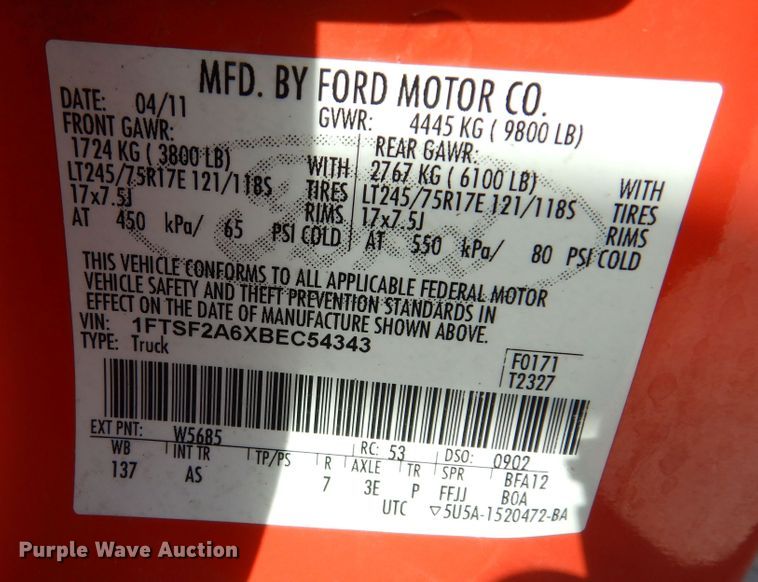 MFD. BY FORD MOTOR CO.
DATE: 04/11 GVWR: 4445 KG ( 9800 LB)
FRONT GAWR: REAR GAWR:
1724 KG ( 3800 LB) WITH 2767 KG ( 6100 LB) WITH
LT245/75R17E 121/118S TIRES LT245/75R17E 121/118S TIRES
17x7.5J RIMS 17x7.5J RIMS
AT 450 kPa/ 65 PSI COLD AT 550 kPa/ 80 PSI COLD
THIS VEHICLE CONFORMS TO ALL APPLICABLE FEDERAL MOTOR
VEHICLE SAFETY AND THEFT PREVENTION STANDARDS IN
EFFECT ON THE DATE OF MANUFACTURE SHOWN ABOVE.
VIN: 1FTSF2A6XBEC54343
TYPE: Truck
F0171
T2327
EXT PNT: W5685 RC: 53 DSO: 0902
WB INT TR TP/PS R AXLE TR SPR BFA12
137 AS 7 3E P FFJJ BOA
UTC ▽5U5A-1520472-BA
Purple Wave Auction